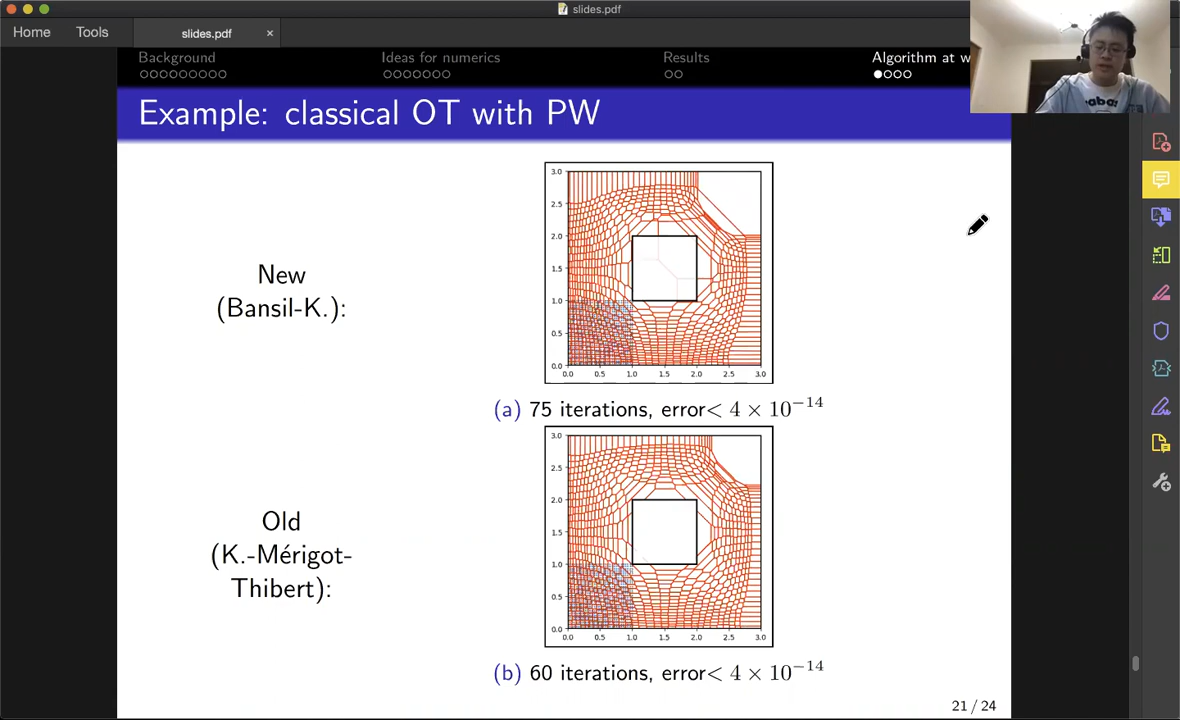 slides.pdf
Home Tools slides.pdf ×
Background Ideas for numerics Results Algorithm at w
Example: classical OT with PW
New
(Bansil-K.):
3.0
2.5
2.0
1.5
1.0
0.5
0.0
0.0 0.5 1.0 1.5 2.0 2.5 3.0
(a) 75 iterations, error< 4 × 10^−14
Old
(K.-Mérigot-
Thibert):
3.0
2.5
2.0
1.5
1.0
0.5
0.0
0.0 0.5 1.0 1.5 2.0 2.5 3.0
(b) 60 iterations, error< 4 × 10^−14
21 / 24